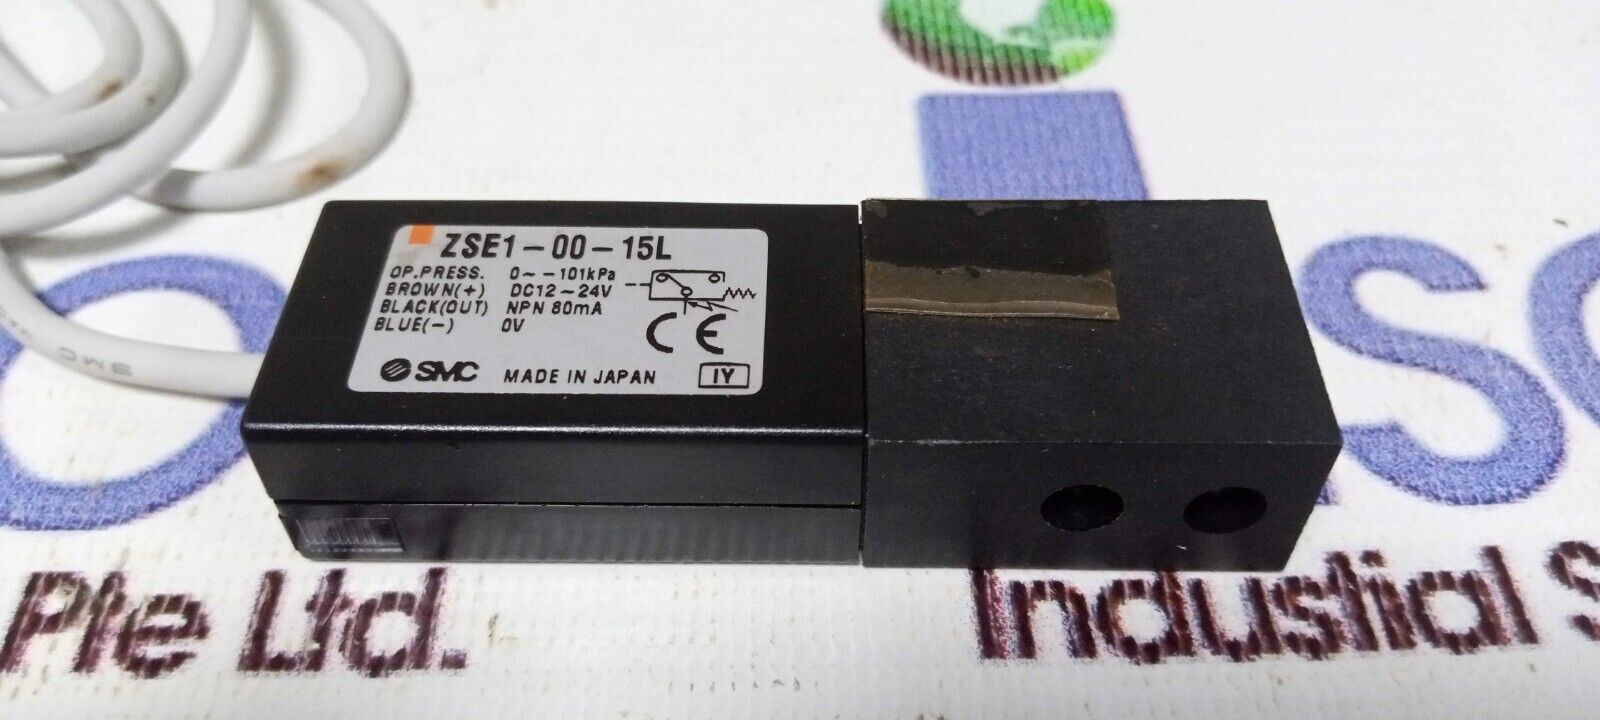 ZSE1-00-15L
OP.PRESS. 0~-101kPa
BROWN(+) DC12~24V
BLACK(OUT) NPN 80mA
BLUE(-) 0V
CE
SMC MADE IN JAPAN IY
SMC
Pte Ltd.
Industial S